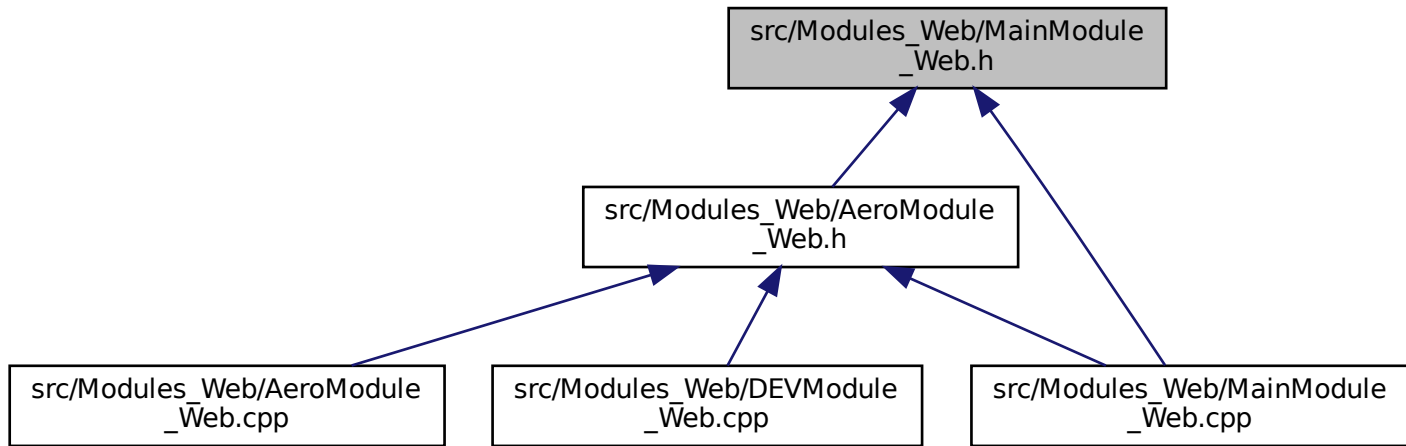 src/Modules_Web/MainModule
_Web.h
src/Modules_Web/AeroModule
_Web.h
src/Modules_Web/AeroModule
_Web.cpp
src/Modules_Web/DEVModule
_Web.cpp
src/Modules_Web/MainModule
_Web.cpp